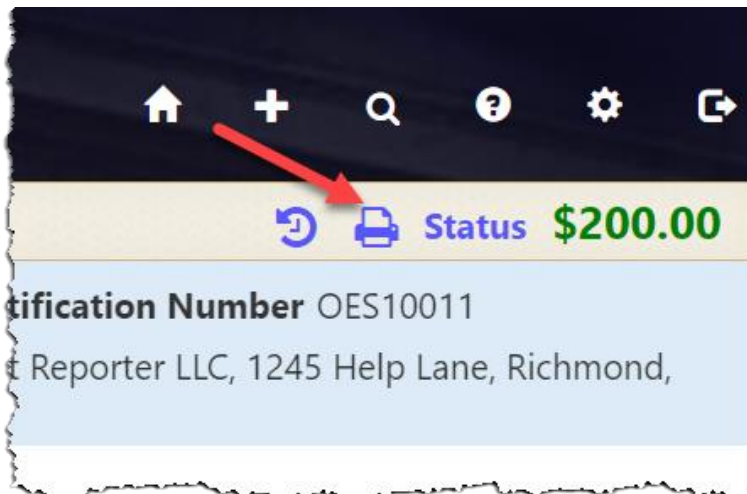 Status $200.00
tification Number OES10011
t Reporter LLC, 1245 Help Lane, Richmond,